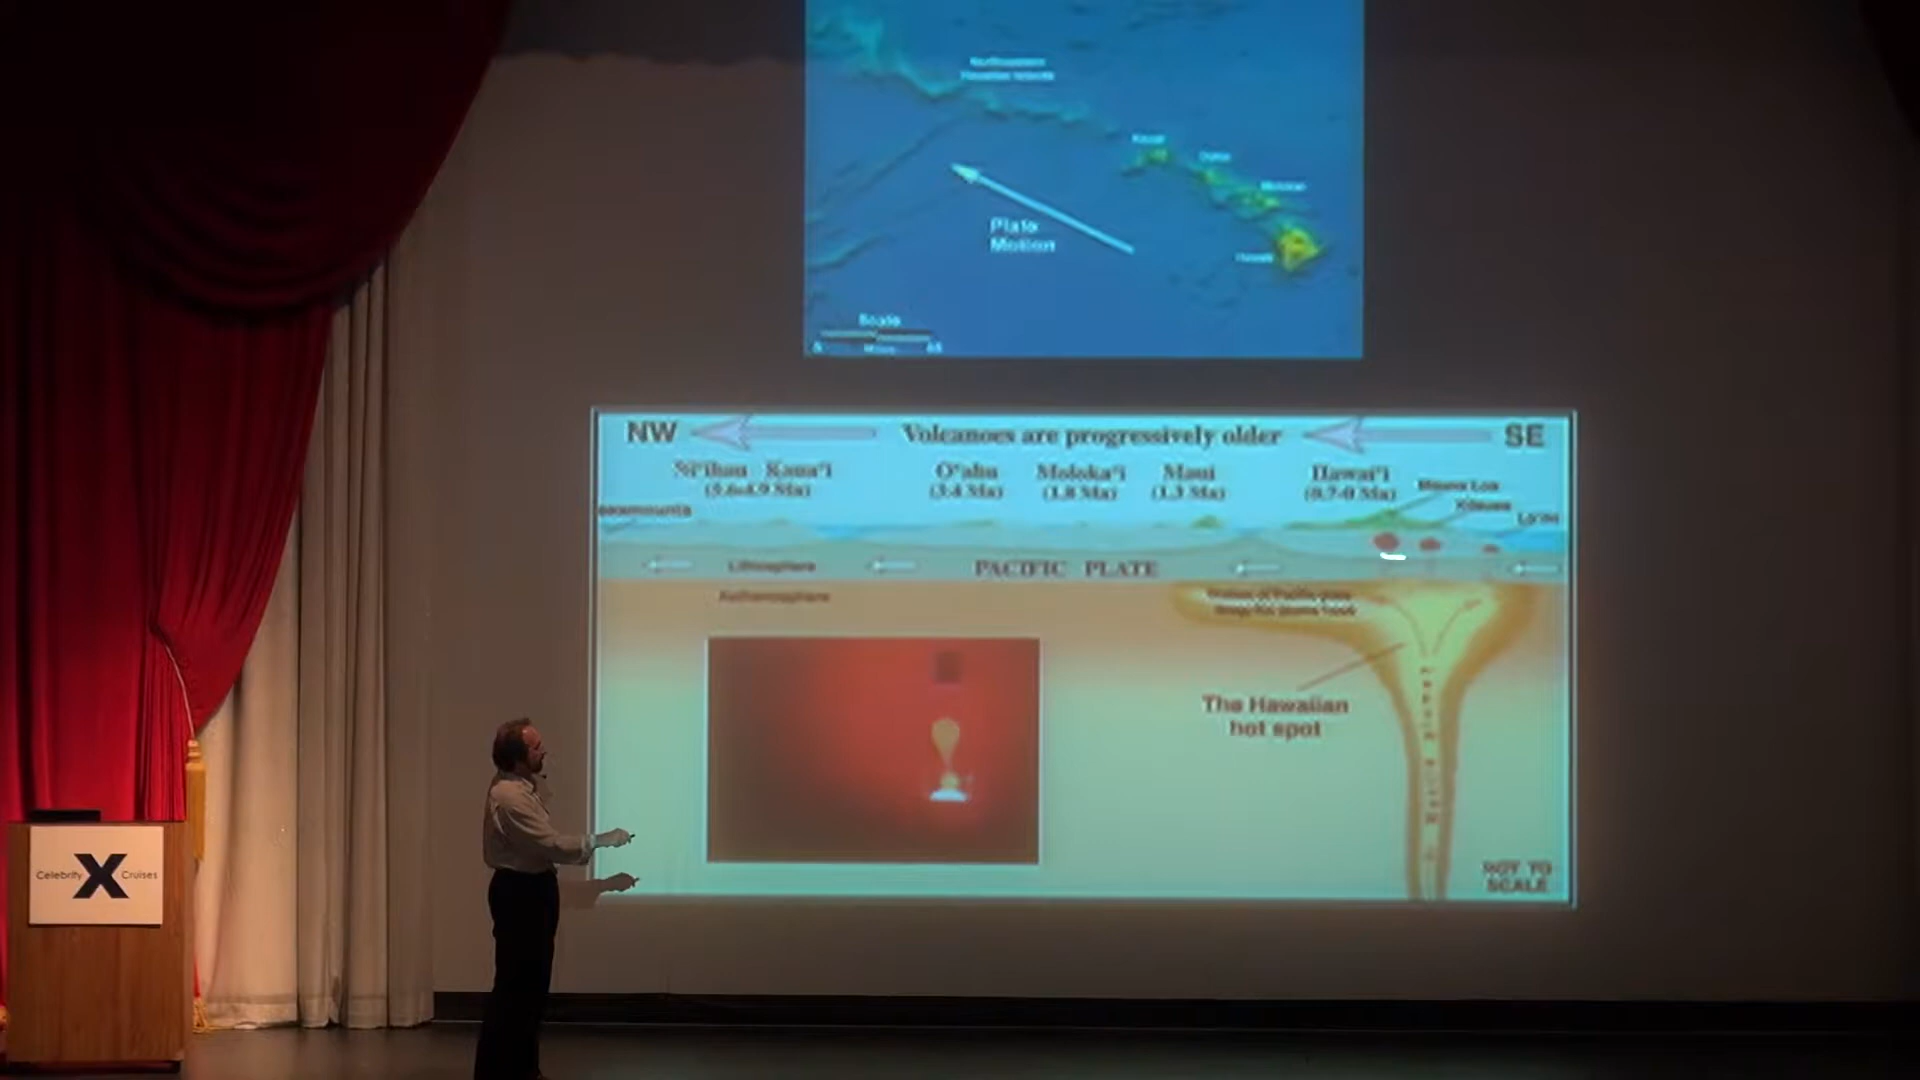 Northwestern
Hawaiian Islands
Kauai
Oahu
Molokai
Hawaii
Plate
Motion
Scale
Miles
NW
Volcanoes are progressively older
SE
Ni'ihau Kaua'i
(5.6-4.9 Ma)
O'ahu
(3.4 Ma)
Moloka'i
(1.8 Ma)
Maui
(1.3 Ma)
Hawai'i
(0.7-0 Ma)
Mauna Loa
Kilauea
Lo'ihi
seamounts
Lithosphere
PACIFIC PLATE
Asthenosphere
The Hawaiian
hot spot
NOT TO
SCALE
Celebrity X Cruises